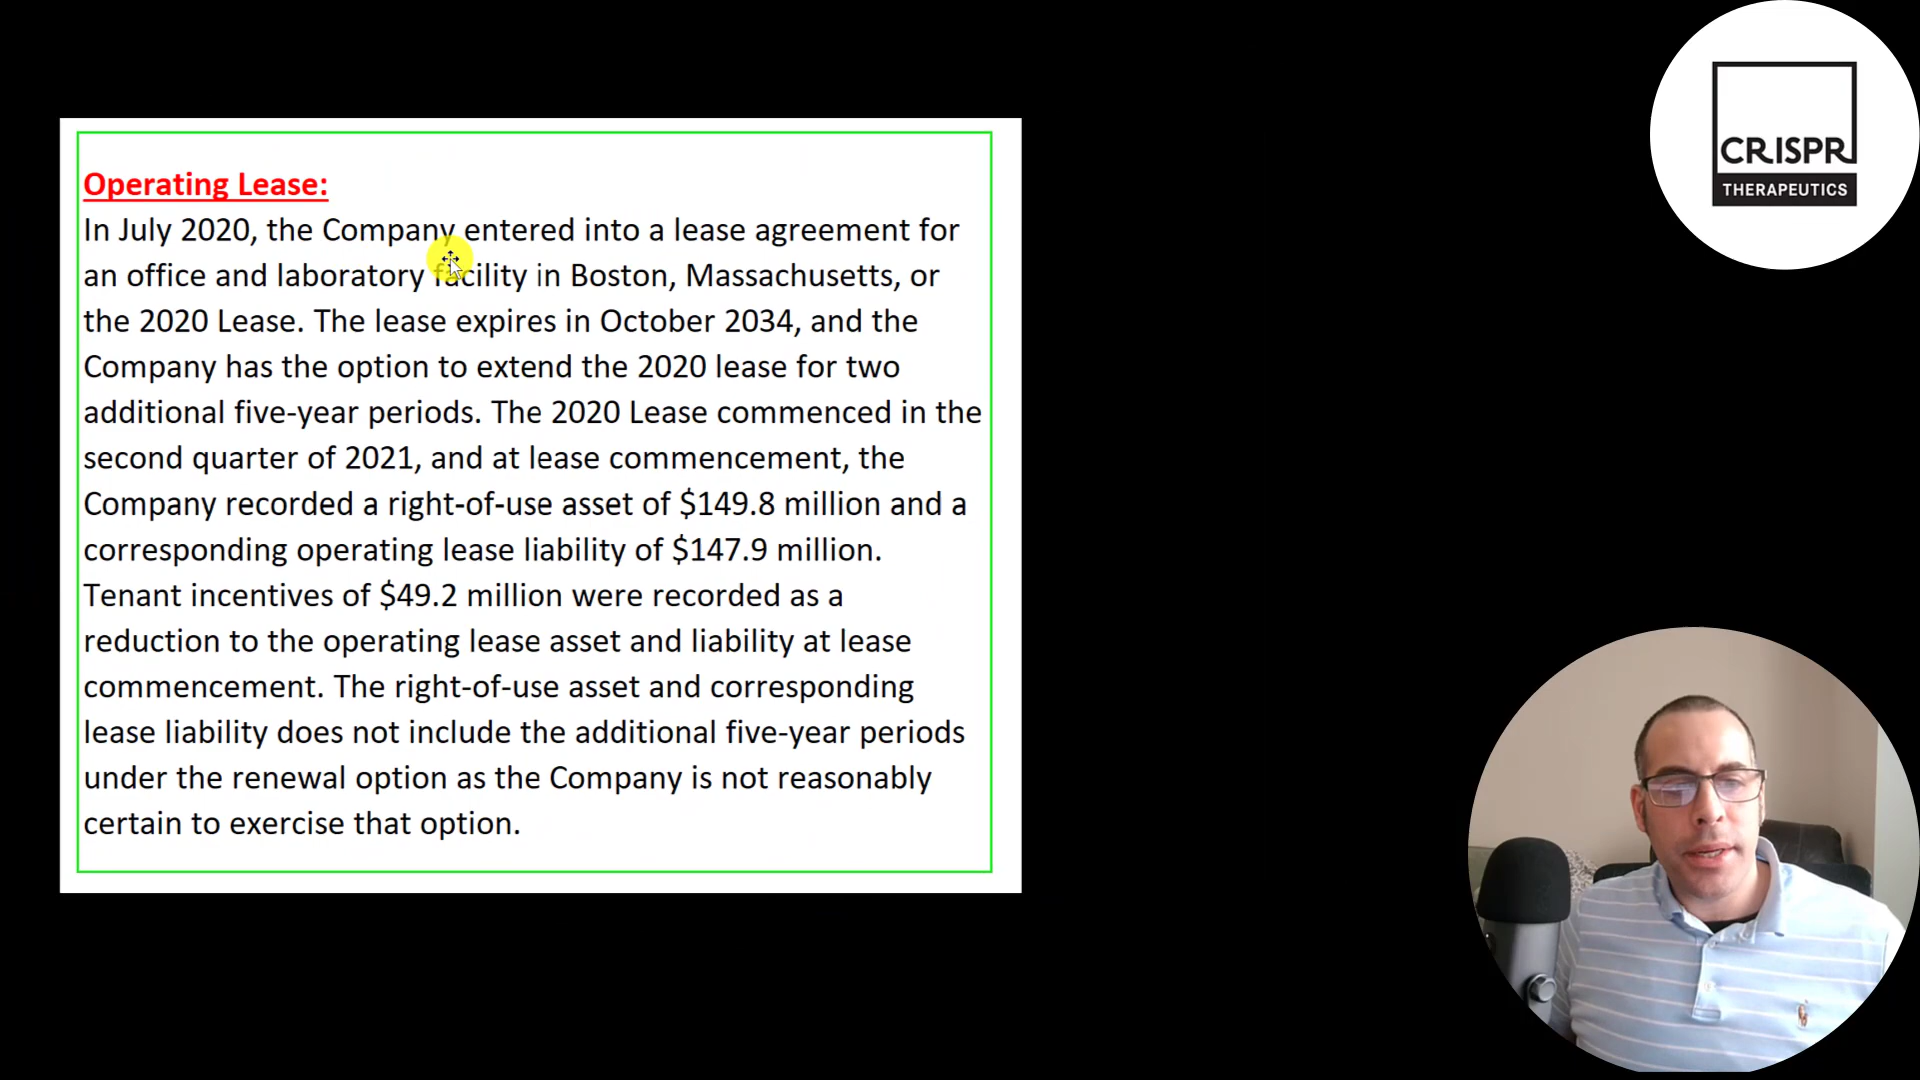 CRISPR
THERAPEUTICS
Operating Lease:
In July 2020, the Company entered into a lease agreement for
an office and laboratory facility in Boston, Massachusetts, or
the 2020 Lease. The lease expires in October 2034, and the
Company has the option to extend the 2020 lease for two
additional five-year periods. The 2020 Lease commenced in the
second quarter of 2021, and at lease commencement, the
Company recorded a right-of-use asset of $149.8 million and a
corresponding operating lease liability of $147.9 million.
Tenant incentives of $49.2 million were recorded as a
reduction to the operating lease asset and liability at lease
commencement. The right-of-use asset and corresponding
lease liability does not include the additional five-year periods
under the renewal option as the Company is not reasonably
certain to exercise that option.